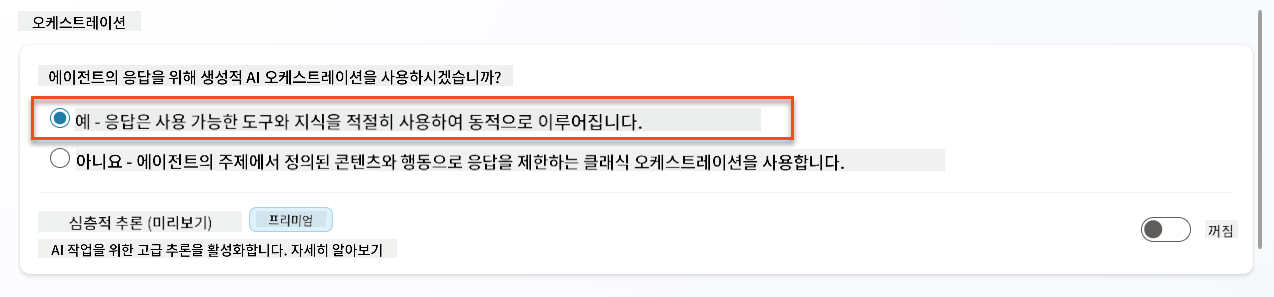 오케스트레이션
에이전트의 응답을 위해 생성적 AI 오케스트레이션을 사용하시겠습니까?
예 - 응답은 사용 가능한 도구와 지식을 적절히 사용하여 동적으로 이루어집니다.
아니요 - 에이전트의 주제에서 정의된 콘텐츠와 행동으로 응답을 제한하는 클래식 오케스트레이션을 사용합니다.
심층적 추론 (미리보기) 프리미엄
꺼짐
AI 작업을 위한 고급 추론을 활성화합니다. 자세히 알아보기